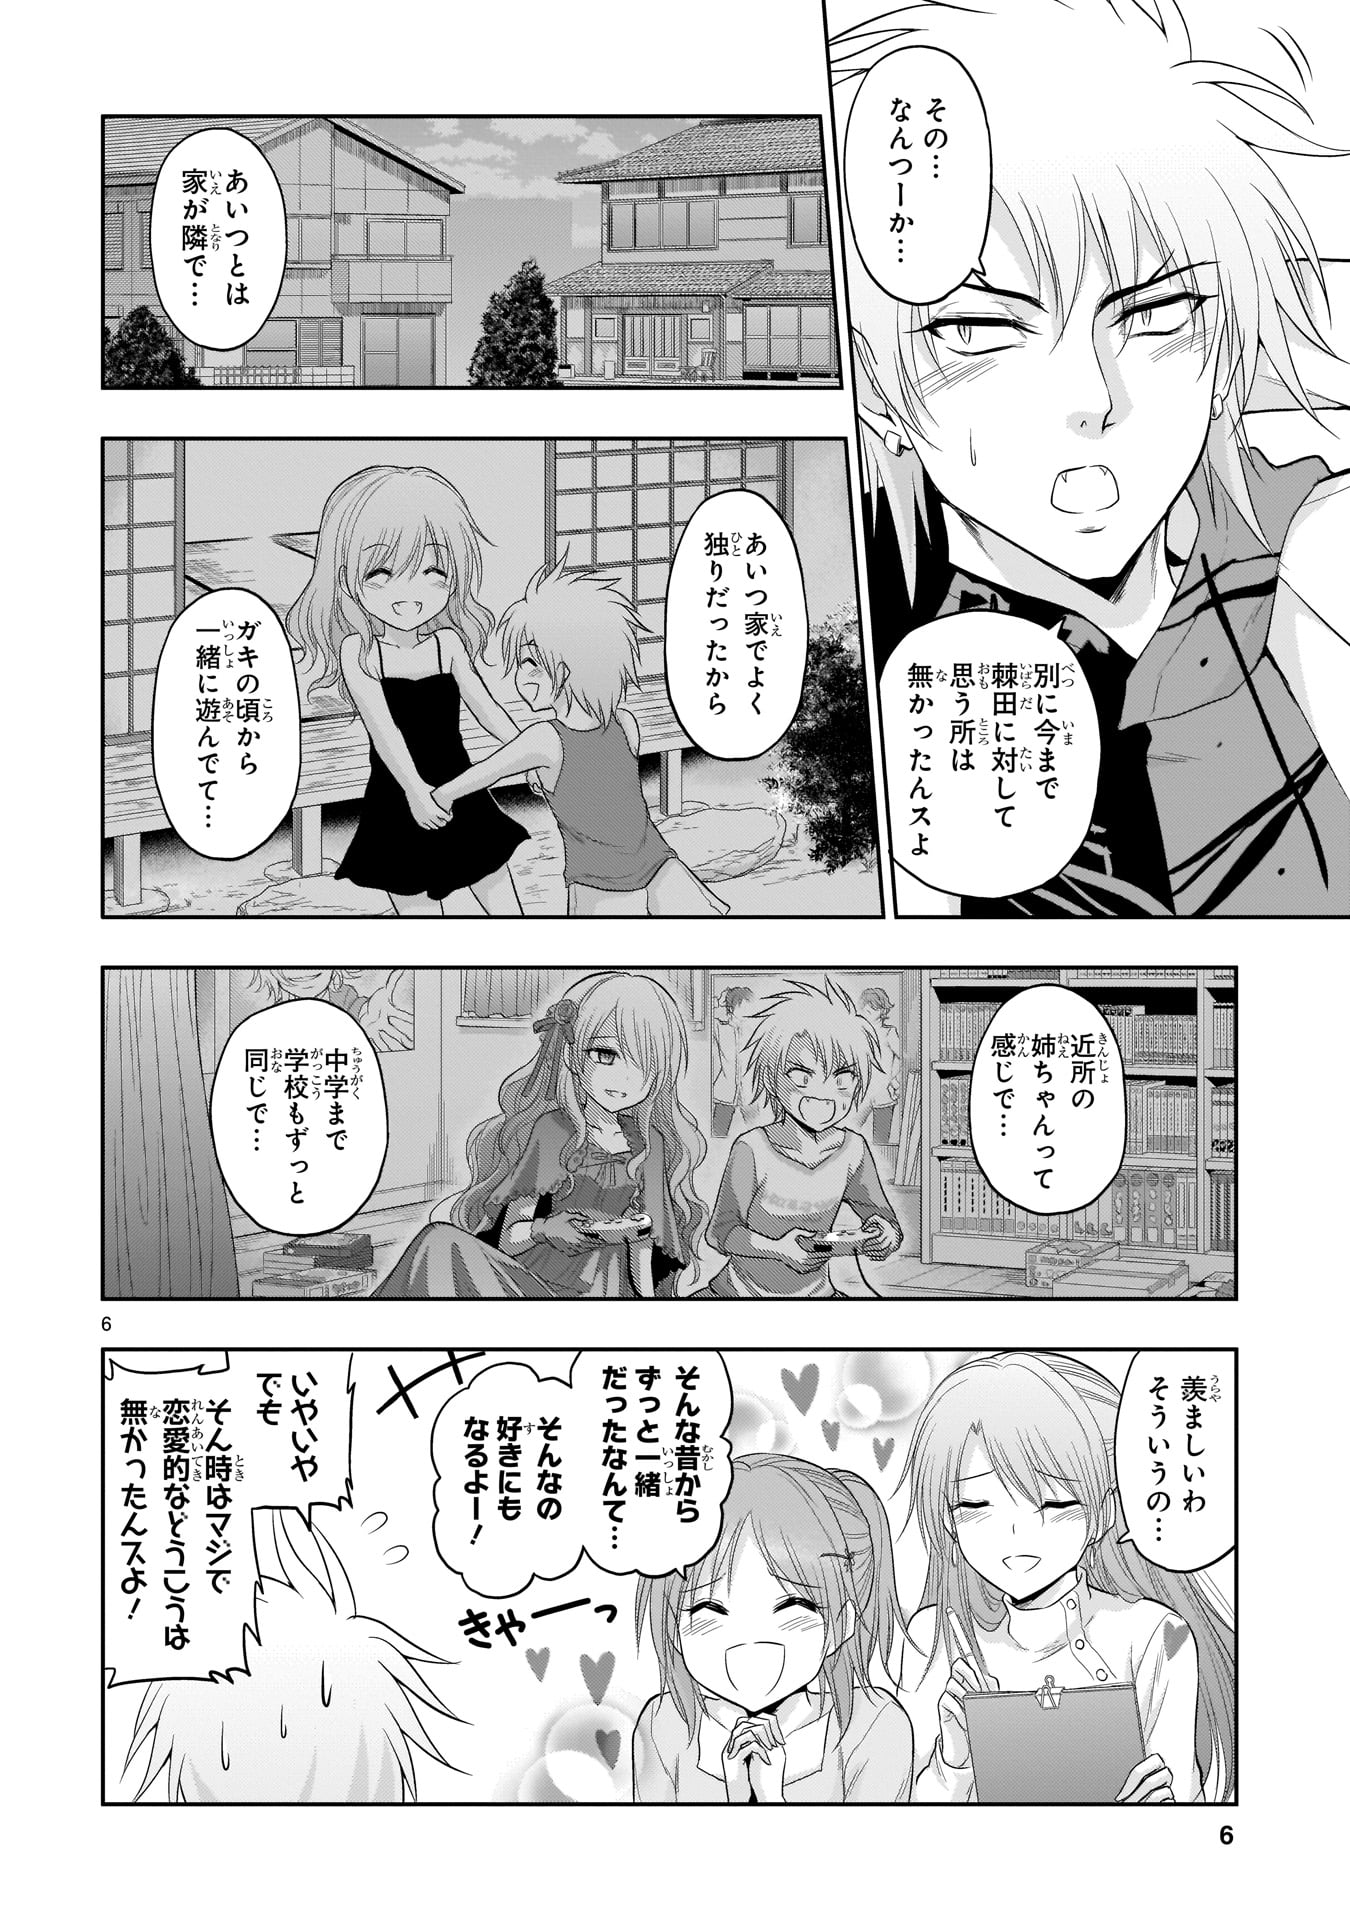 その…
なんつーか…
別に今まで
棘田に対して
思う所は
無かったんスよ
あいつとは
家が隣で…
あいつ家でよく
独りだったから
ガキの頃から
一緒に遊んでて…
近所の
姉ちゃんって
感じで…
中学まで
学校もずっと
同じで…
羨ましいわ
そういうの…
そんな昔から
ずっと一緒
だったなんて…
そんなの
好きにも
なるよー!
きゃーーっ
いやいや
でも
そん時はマジで
恋愛的などうこうは
無かったんスよ!
6
6